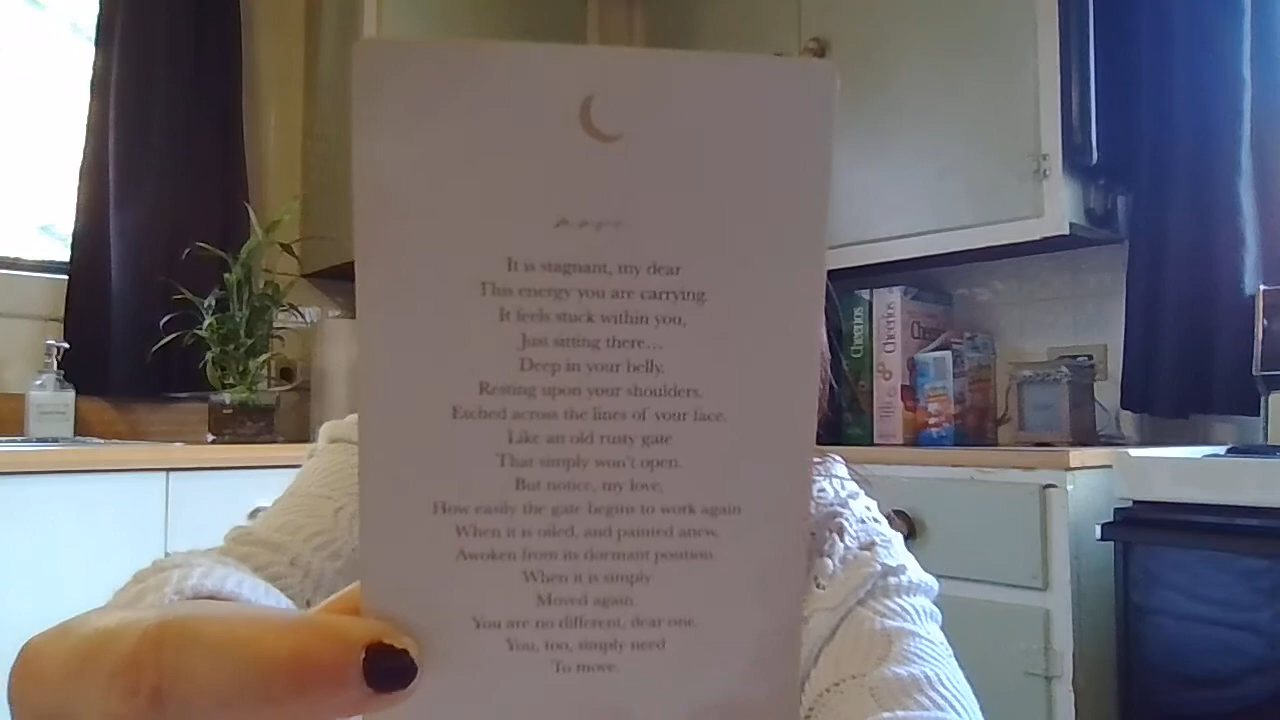 move
It is stagnant, my dear
This energy you are carrying.
It feels stuck within you,
Just sitting there...
Deep in your belly.
Resting upon your shoulders.
Etched across the lines of your face.
Like an old rusty gate
That simply won't open.
But notice, my love,
How easily the gate begins to work again
When it is oiled, and painted anew.
Awoken from its dormant position.
When it is simply
Moved again.
You are no different, dear one.
You, too, simply need
To move.
Cheerios
Cheerios
Cheerios